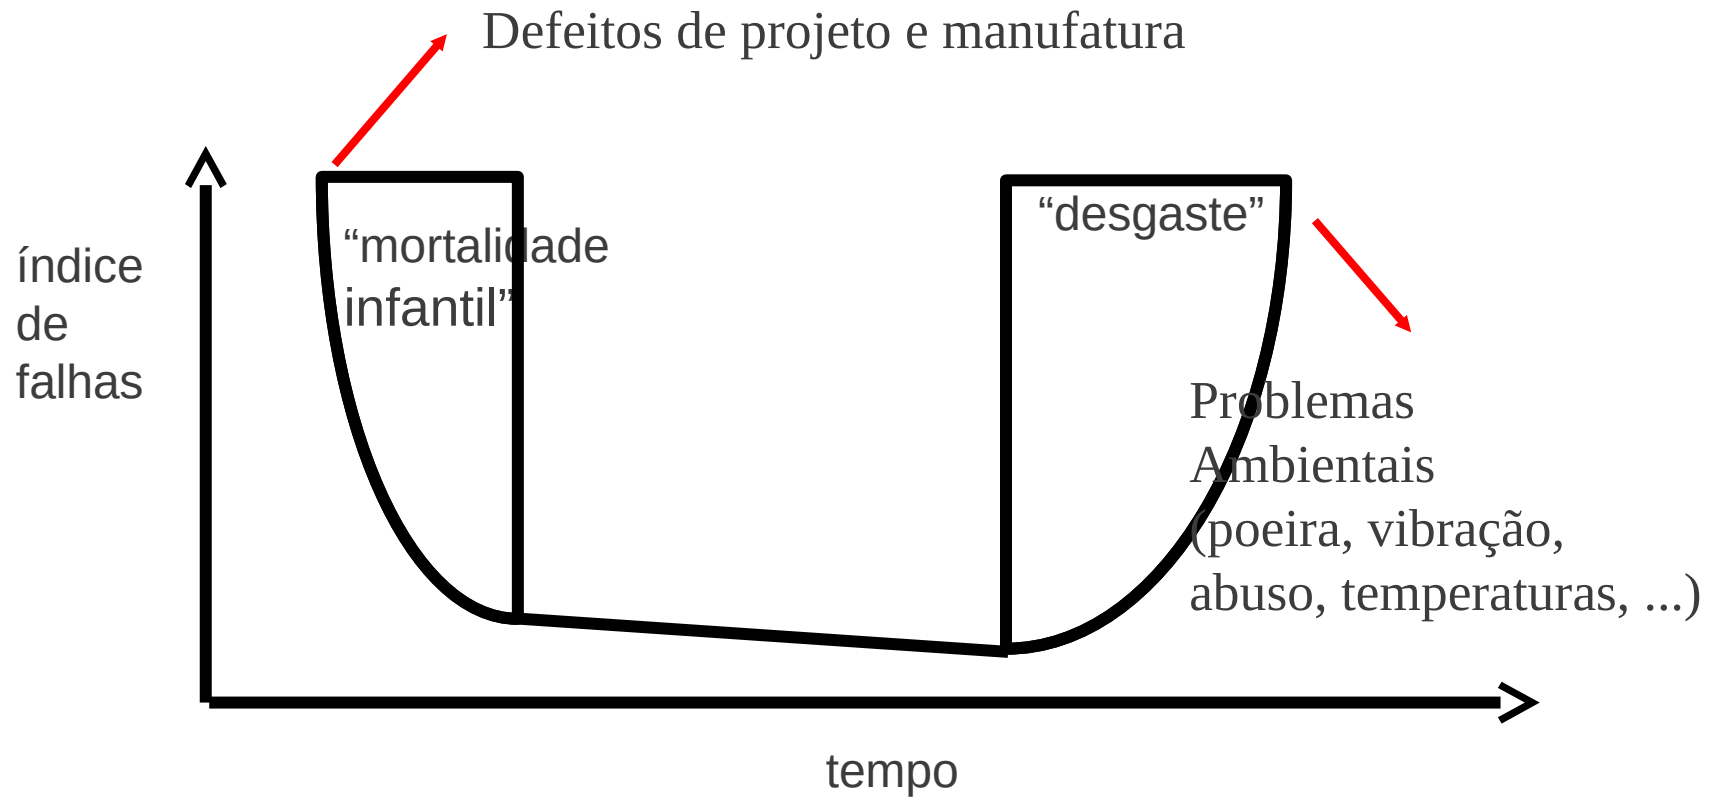 Defeitos de projeto e manufatura
“mortalidade
infantil”
“desgaste”
índice
de
falhas
Problemas
Ambientais
(poeira, vibração,
abuso, temperaturas, ...)
tempo